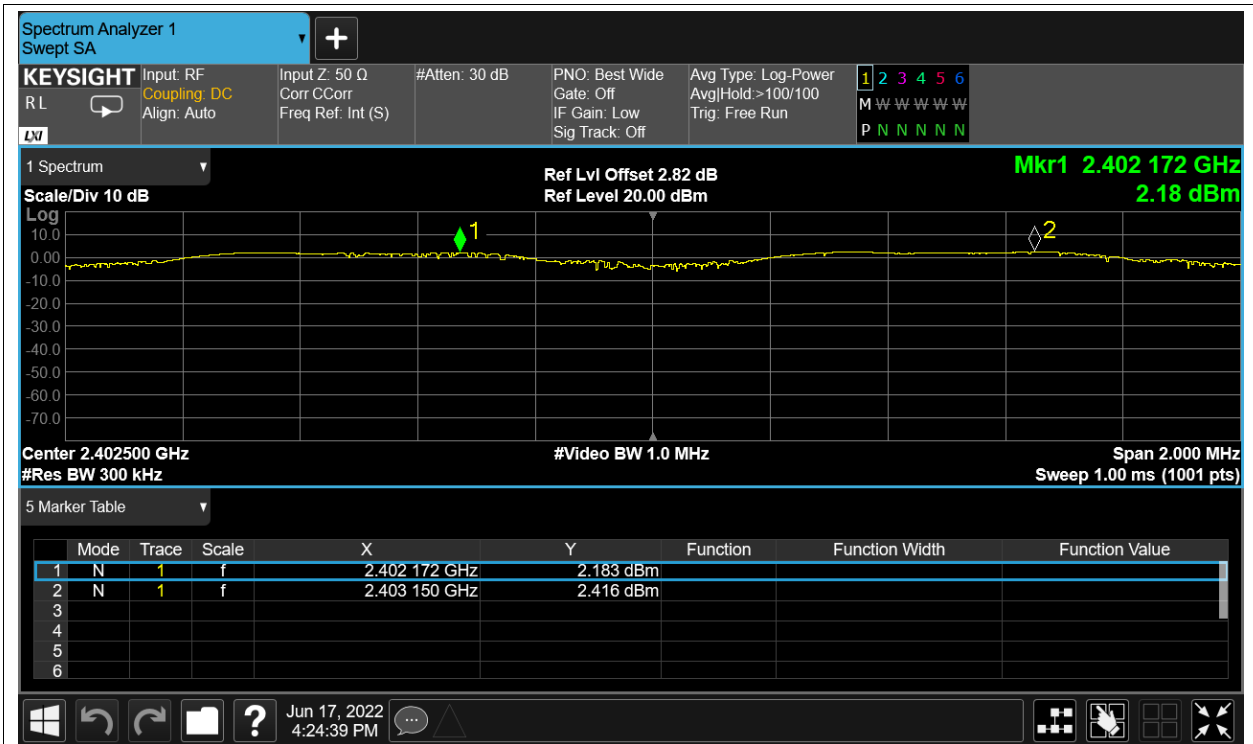 Spectrum Analyzer 1
Swept SA
KEYSIGHT
R L
LXI
Input: RF
Coupling: DC
Align: Auto
Input Z: 50 Ω
Corr CCorr
Freq Ref: Int (S)
#Atten: 30 dB
PNO: Best Wide
Gate: Off
IF Gain: Low
Sig Track: Off
Avg Type: Log-Power
Avg|Hold:>100/100
Trig: Free Run
1 2 3 4 5 6
M W W W W W
P N N N N N
1 Spectrum
Scale/Div 10 dB
Ref Lvl Offset 2.82 dB
Ref Level 20.00 dBm
Mkr1 2.402 172 GHz
2.18 dBm
Log
10.0
0.00
-10.0
-20.0
-30.0
-40.0
-50.0
-60.0
-70.0
1
2
Center 2.402500 GHz
#Res BW 300 kHz
#Video BW 1.0 MHz
Span 2.000 MHz
Sweep 1.00 ms (1001 pts)
5 Marker Table
Mode Trace Scale X Y Function Function Width Function Value
1 N 1 f 2.402 172 GHz 2.183 dBm
2 N 1 f 2.403 150 GHz 2.416 dBm
3
4
5
6
?
Jun 17, 2022
4:24:39 PM